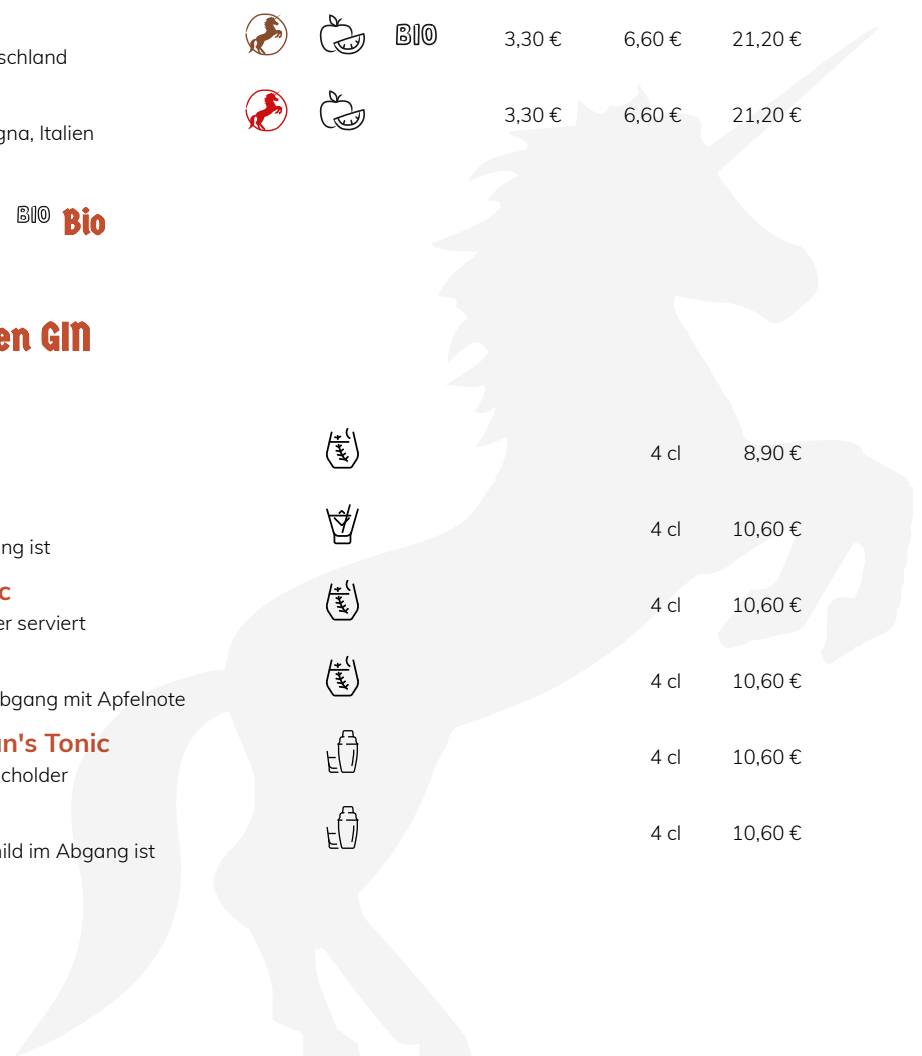 schland
BIO 3,30 € 6,60 € 21,20 €
gna, Italien
3,30 € 6,60 € 21,20 €
BIO Bio
en GIN
4 cl 8,90 €
4 cl 10,60 €
ng ist
c
4 cl 10,60 €
er serviert
4 cl 10,60 €
bgang mit Apfelnote
n's Tonic
4 cl 10,60 €
cholder
4 cl 10,60 €
ild im Abgang ist